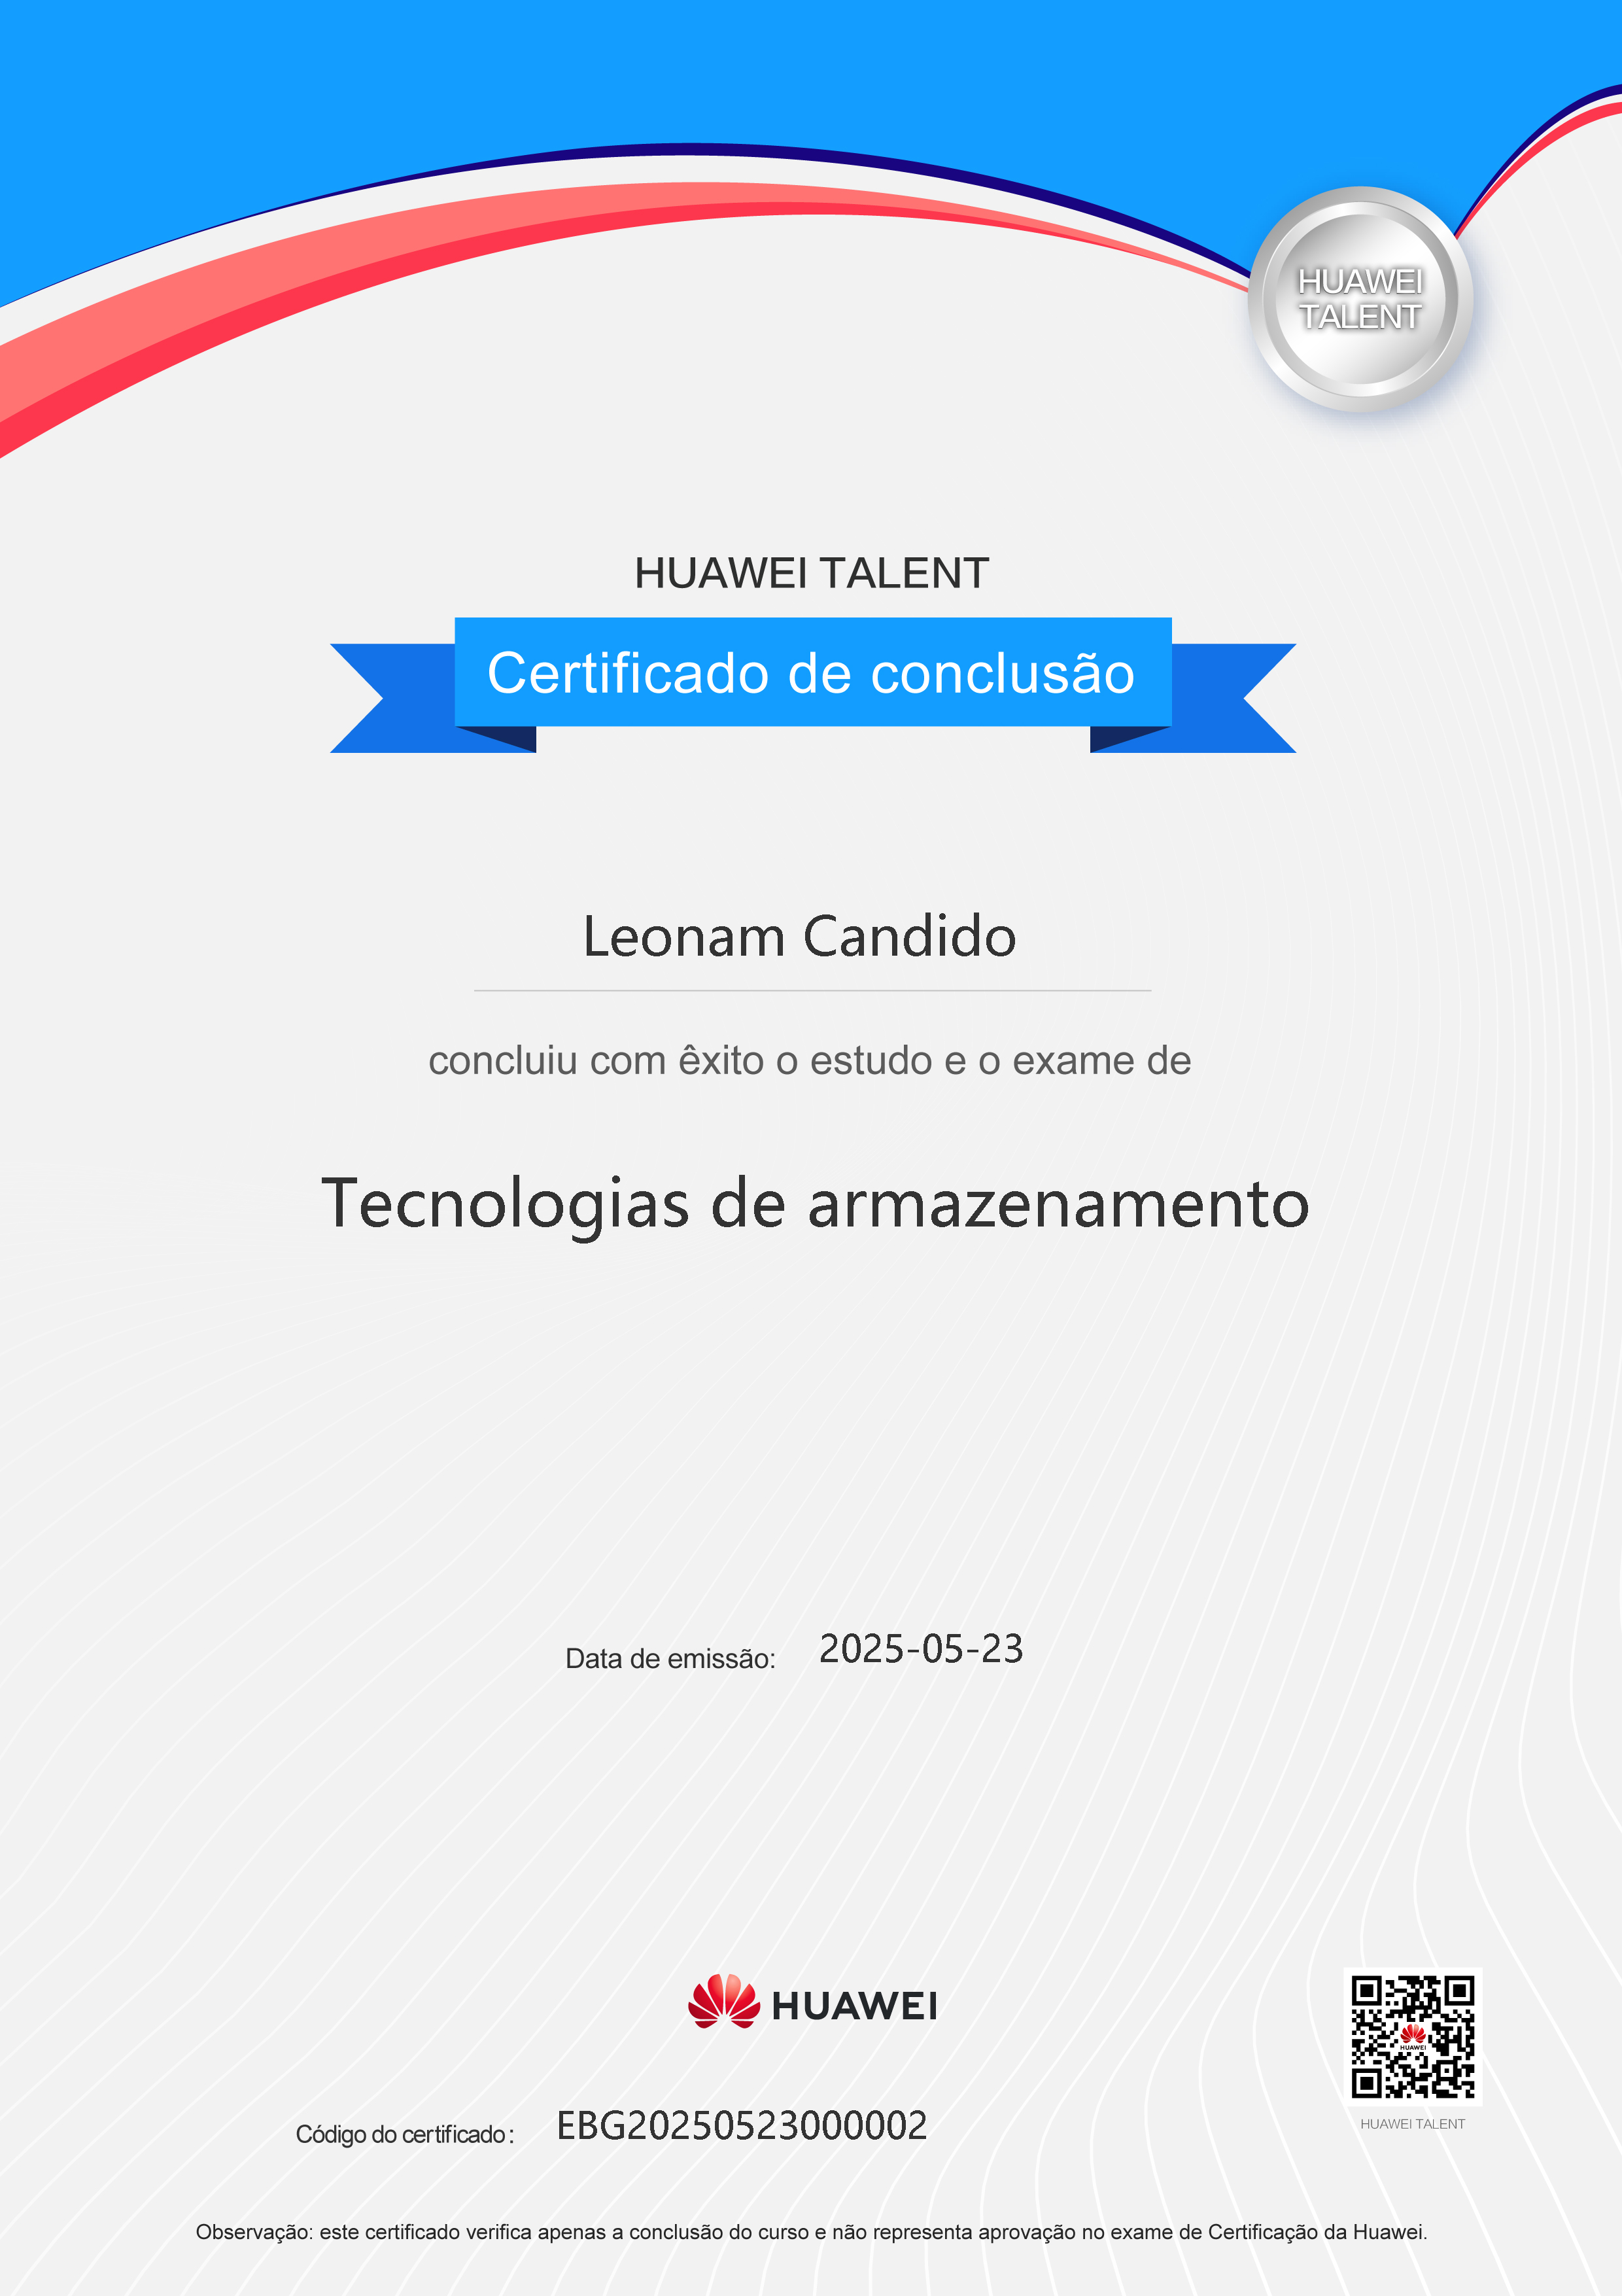 HUAWEI
TALENT
HUAWEI TALENT
Certificado de conclusão
Leonam Candido
concluiu com êxito o estudo e o exame de
Tecnologias de armazenamento
Data de emissão: 2025-05-23
HUAWEI
HUAWEI
HUAWEI TALENT
Código do certificado: EBG20250523000002
Observação: este certificado verifica apenas a conclusão do curso e não representa aprovação no exame de Certificação da Huawei.